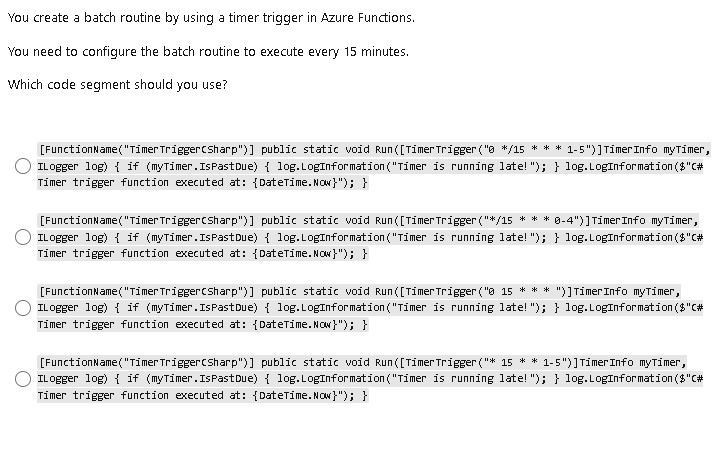 You create a batch routine by using a timer trigger in Azure Functions.
You need to configure the batch routine to execute every 15 minutes.
Which code segment should you use?
[FunctionName("TimerTriggerCSharp")] public static void Run([TimerTrigger("0 */15 * * * 1-5")]TimerInfo myTimer,
ILogger log) { if (myTimer.IsPastDue) { log.LogInformation("Timer is running late!"); } log.LogInformation($"C#
Timer trigger function executed at: {DateTime.Now}"); }
[FunctionName("TimerTriggerCSharp")] public static void Run([TimerTrigger("*/15 * * * 0-4")]TimerInfo myTimer,
ILogger log) { if (myTimer.IsPastDue) { log.LogInformation("Timer is running late!"); } log.LogInformation($"C#
Timer trigger function executed at: {DateTime.Now}"); }
[FunctionName("TimerTriggerCSharp")] public static void Run([TimerTrigger("0 15 * * * ")]TimerInfo myTimer,
ILogger log) { if (myTimer.IsPastDue) { log.LogInformation("Timer is running late!"); } log.LogInformation($"C#
Timer trigger function executed at: {DateTime.Now}"); }
[FunctionName("TimerTriggerCSharp")] public static void Run([TimerTrigger("* 15 * * 1-5")]TimerInfo myTimer,
ILogger log) { if (myTimer.IsPastDue) { log.LogInformation("Timer is running late!"); } log.LogInformation($"C#
Timer trigger function executed at: {DateTime.Now}"); }